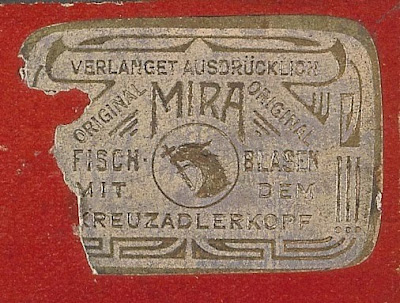 VERLANGET AUSDRÜCKLICH
ORIGINAL MIRA ORIGINAL
FISCH- BLASEN
MIT DEM
KREUZADLERKOPF